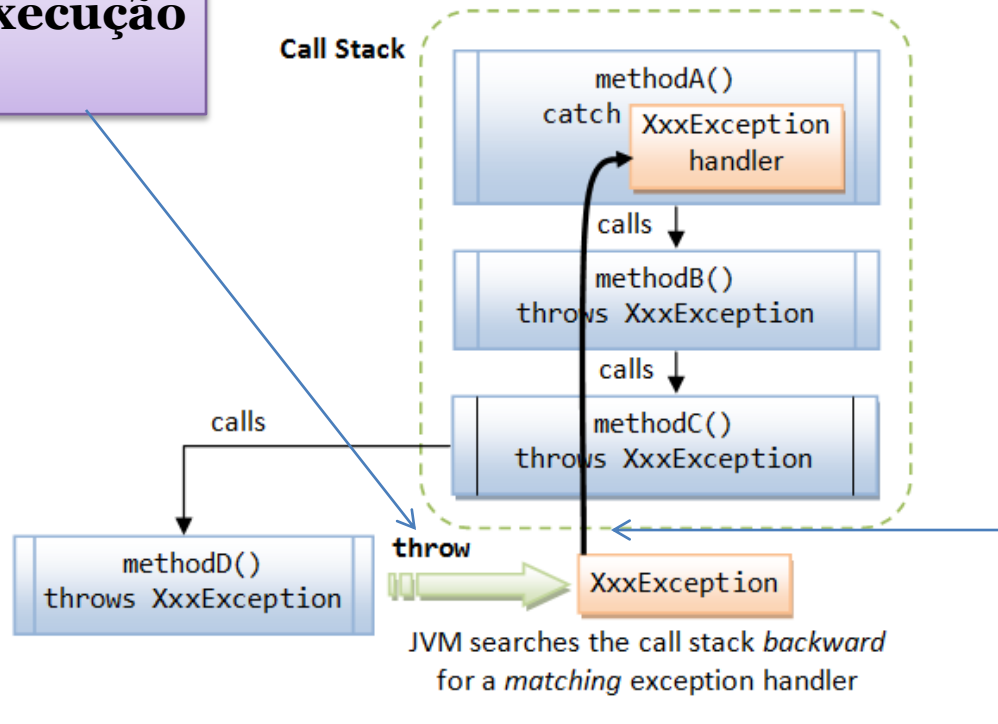 Call Stack
methodA()
catch
XxxException
handler
calls
methodB()
throws XxxException
calls
methodC()
throws XxxException
calls
methodD()
throws XxxException
throw
XxxException
JVM searches the call stack backward
for a matching exception handler